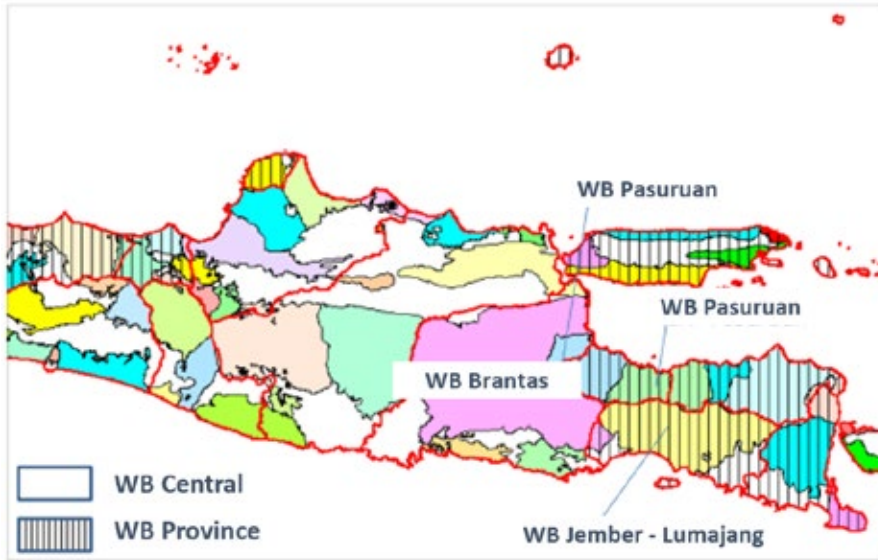 WB Pasuruan
WB Pasuruan
WB Brantas
WB Central
WB Province
WB Jember - Lumajang